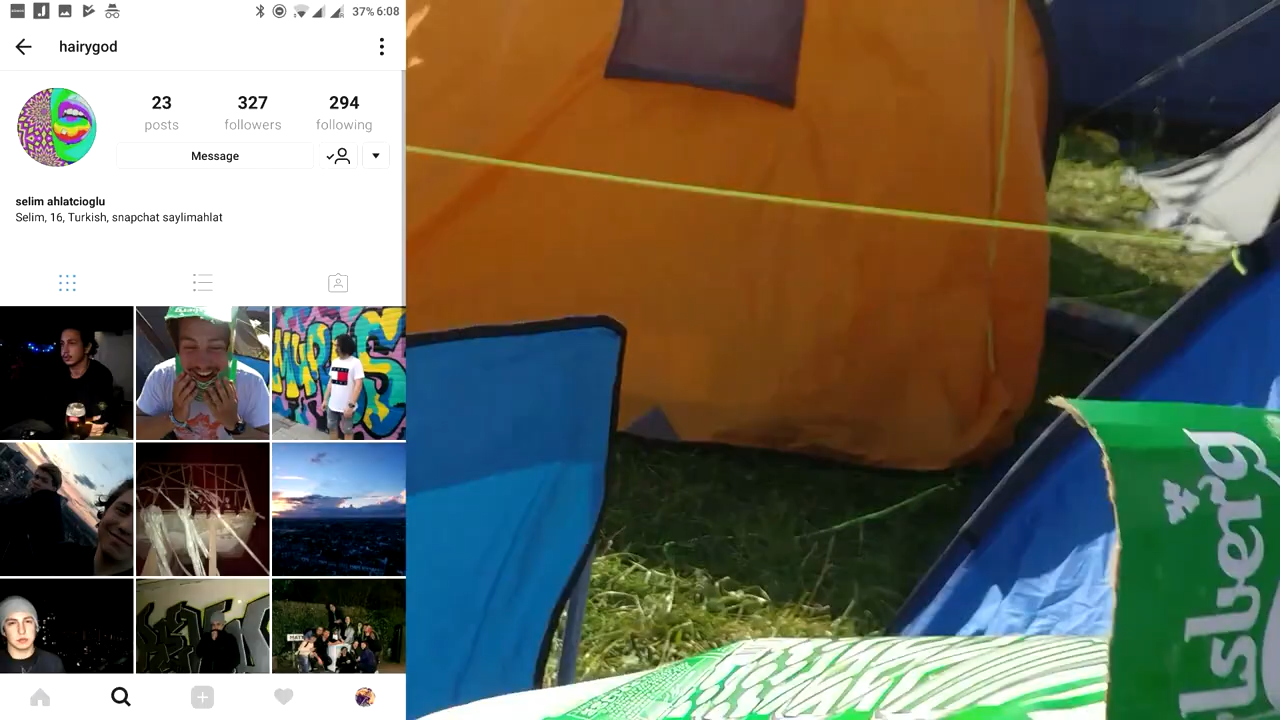 37% 6:08
hairygod
23
posts
327
followers
294
following
Message
selim ahlatcioglu
Selim, 16, Turkish, snapchat saylimahlat
lsberg